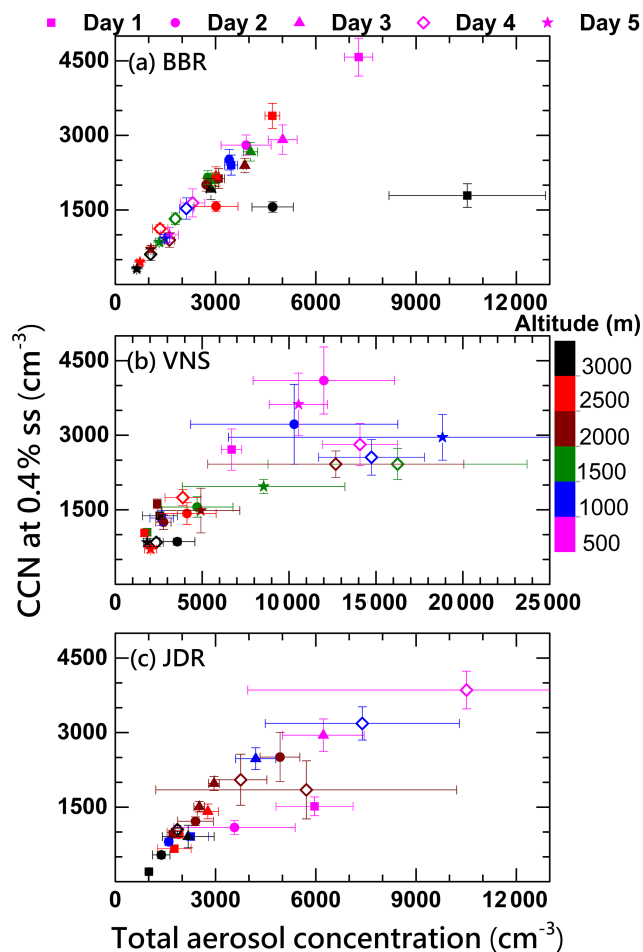 Day 1 Day 2 Day 3 Day 4 Day 5
(a) BBR
4500
3000
1500
0 3000 6000 9000 12000
Altitude (m)
(b) VNS
4500
3000
1500
0 5000 10 000 15 000 20 000 25 000
3000
2500
2000
1500
1000
500
(c) JDR
4500
3000
1500
0 3000 6000 9000 12000
CCN at 0.4 % ss (cm⁻³)
Total aerosol concentration (cm⁻³)